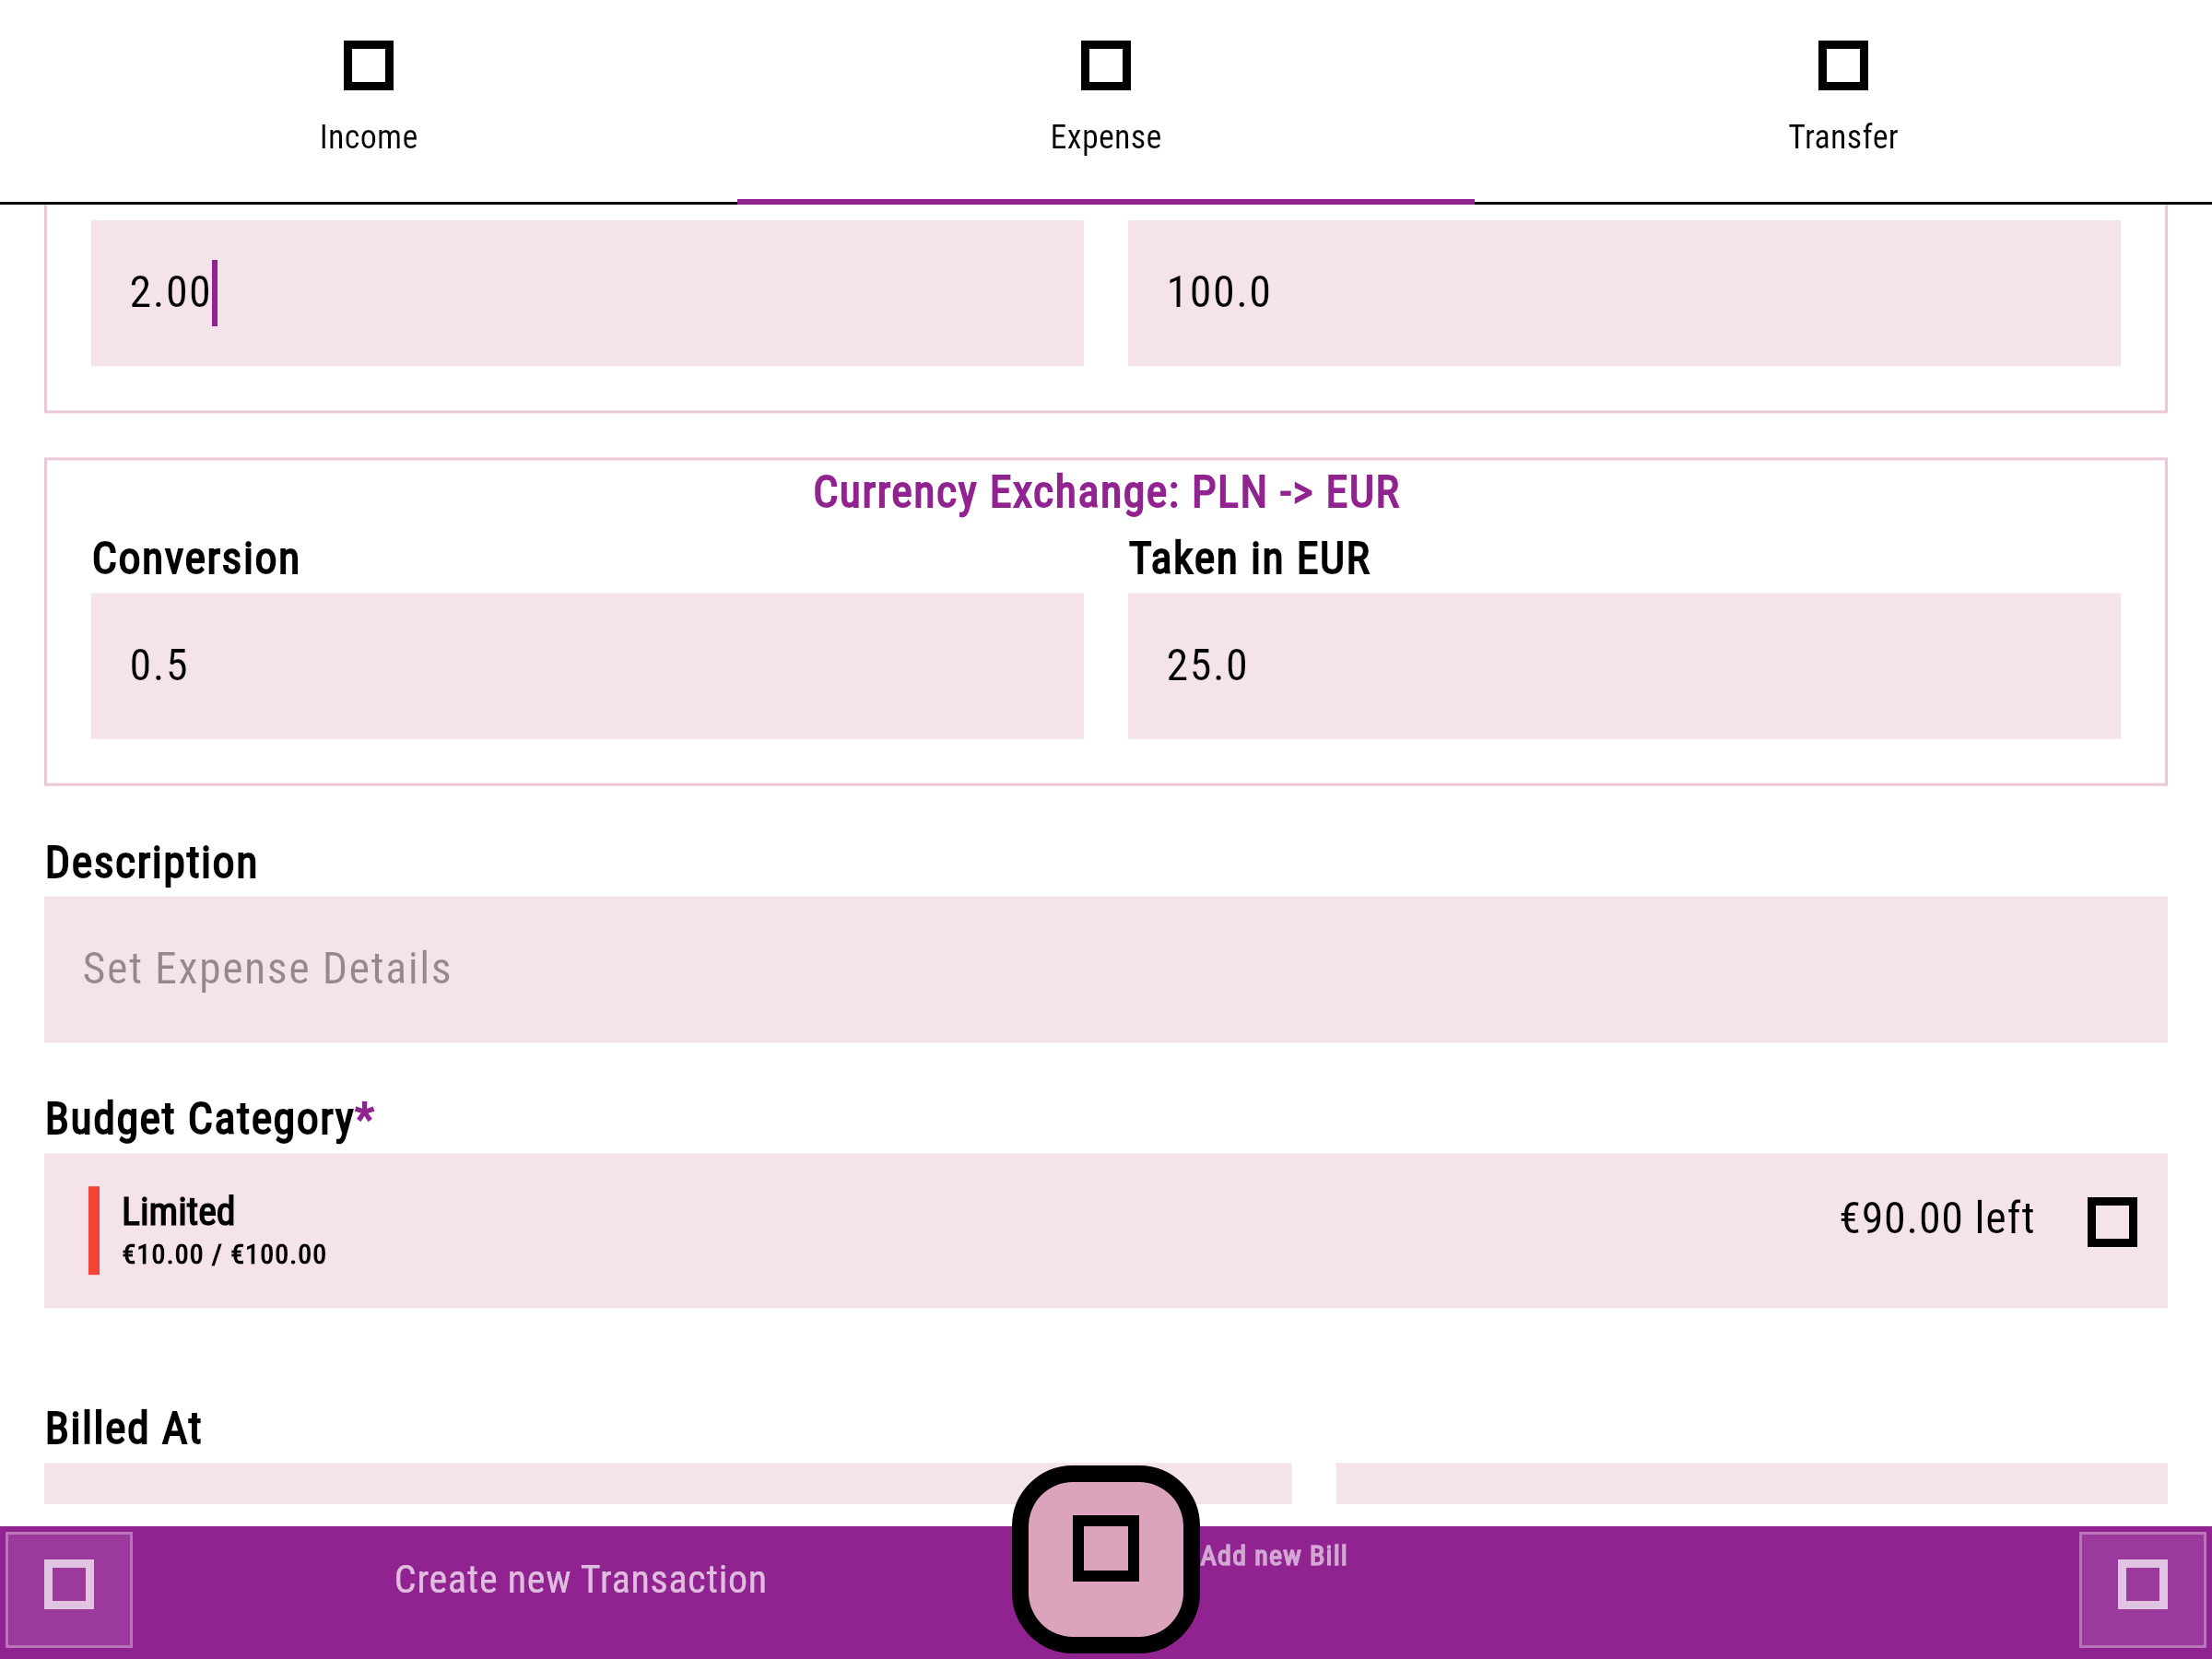 Income
Expense
Transfer
2.00
100.0
Currency Exchange: PLN -> EUR
Conversion
Taken in EUR
0.5
25.0
Description
Set Expense Details
Budget Category*
Limited
€10.00 / €100.00
€90.00 left
Billed At
Create new Transaction
Add new Bill